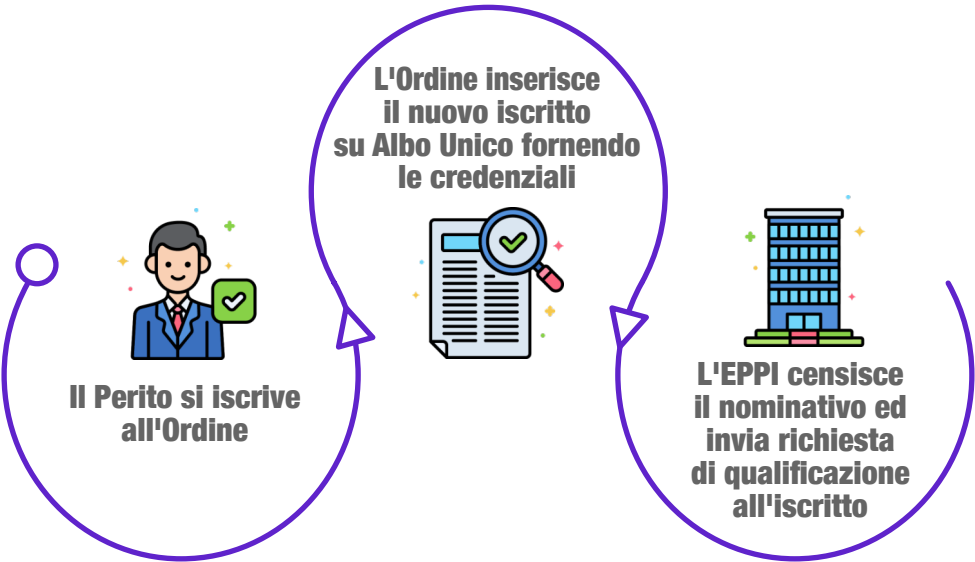 Il Perito si iscrive
all'Ordine
L'Ordine inserisce
il nuovo iscritto
su Albo Unico fornendo
le credenziali
L'EPPI censisce
il nominativo ed
invia richiesta
di qualificazione
all'iscritto